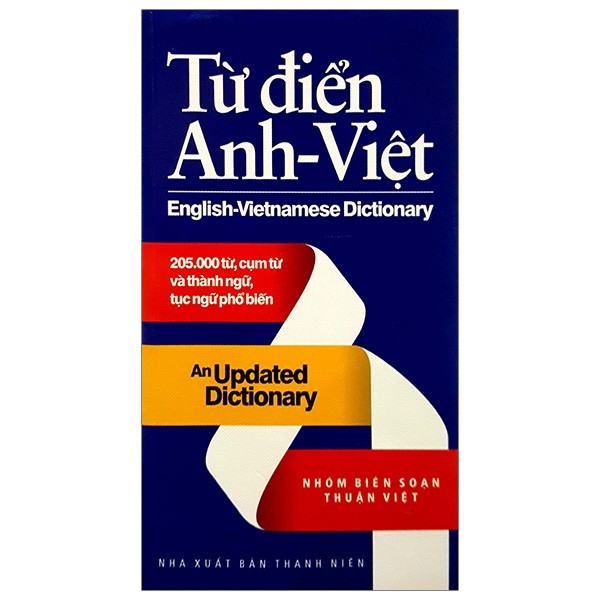 Từ điển
Anh-Việt
English-Vietnamese Dictionary
205.000 từ, cụm từ
và thành ngữ,
tục ngữ phổ biến
An Updated
Dictionary
NHÓM BIÊN SOẠN
THUẬN VIỆT
NHÀ XUẤT BẢN THANH NIÊN